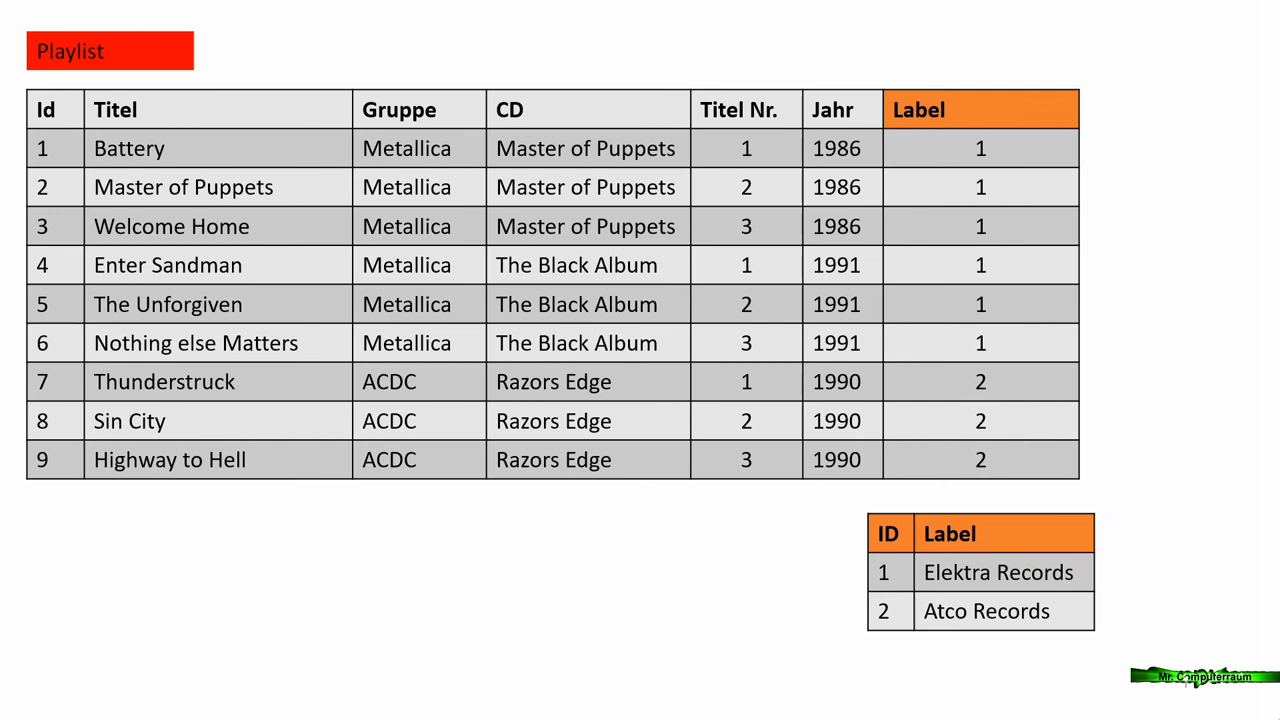 Playlist
Id Titel Gruppe CD Titel Nr. Jahr Label
1 Battery Metallica Master of Puppets 1 1986 1
2 Master of Puppets Metallica Master of Puppets 2 1986 1
3 Welcome Home Metallica Master of Puppets 3 1986 1
4 Enter Sandman Metallica The Black Album 1 1991 1
5 The Unforgiven Metallica The Black Album 2 1991 1
6 Nothing else Matters Metallica The Black Album 3 1991 1
7 Thunderstruck ACDC Razors Edge 1 1990 2
8 Sin City ACDC Razors Edge 2 1990 2
9 Highway to Hell ACDC Razors Edge 3 1990 2
ID Label
1 Elektra Records
2 Atco Records
Mr. Computerraum